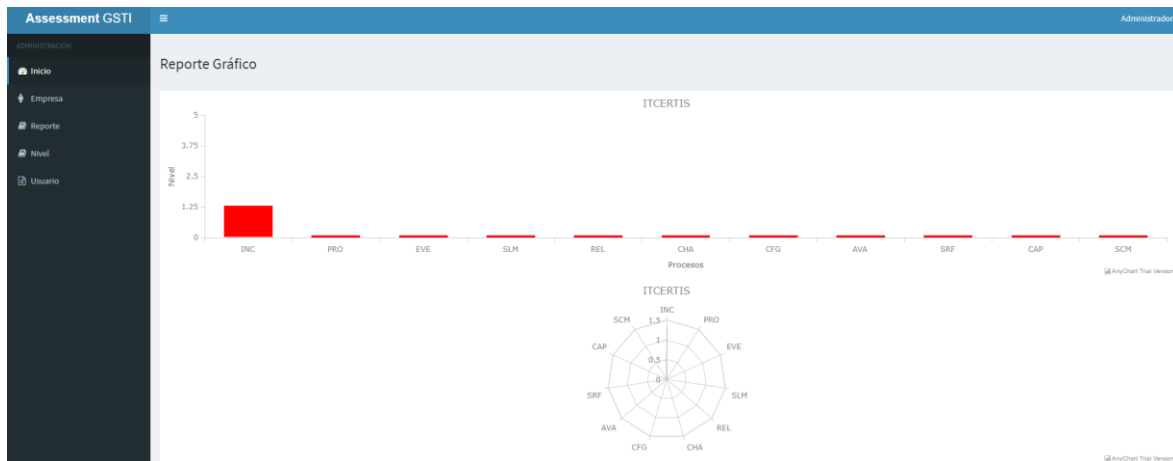 Assessment GSTI
Administrador
ADMINISTRACION
Inicio
Empresa
Reporte
Nivel
Usuario
Reporte Gráfico
ITCERTIS
5
3.75
2.5
1.25
0
Nivel
INC PRO EVE SLM REL CHA CFG AVA SRF CAP SCM
Procesos
AnyChart Trial Version
ITCERTIS
INC
SCM 1.5 PRO
CAP 1 EVE
0.5
0
SRF SLM
AVA REL
CFG CHA
AnyChart Trial Version